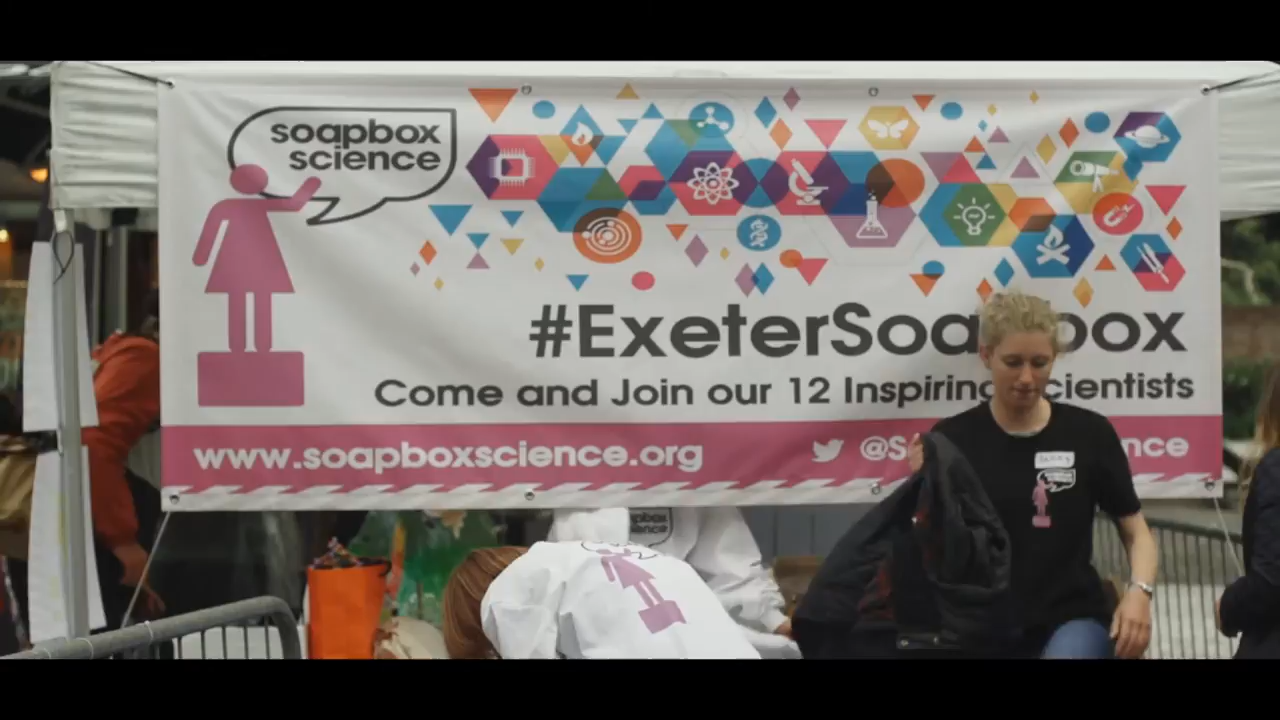 soapbox
science
#ExeterSoa box
Come and Join our 12 Inspiring cientists
www.soapboxscience.org
@S nce